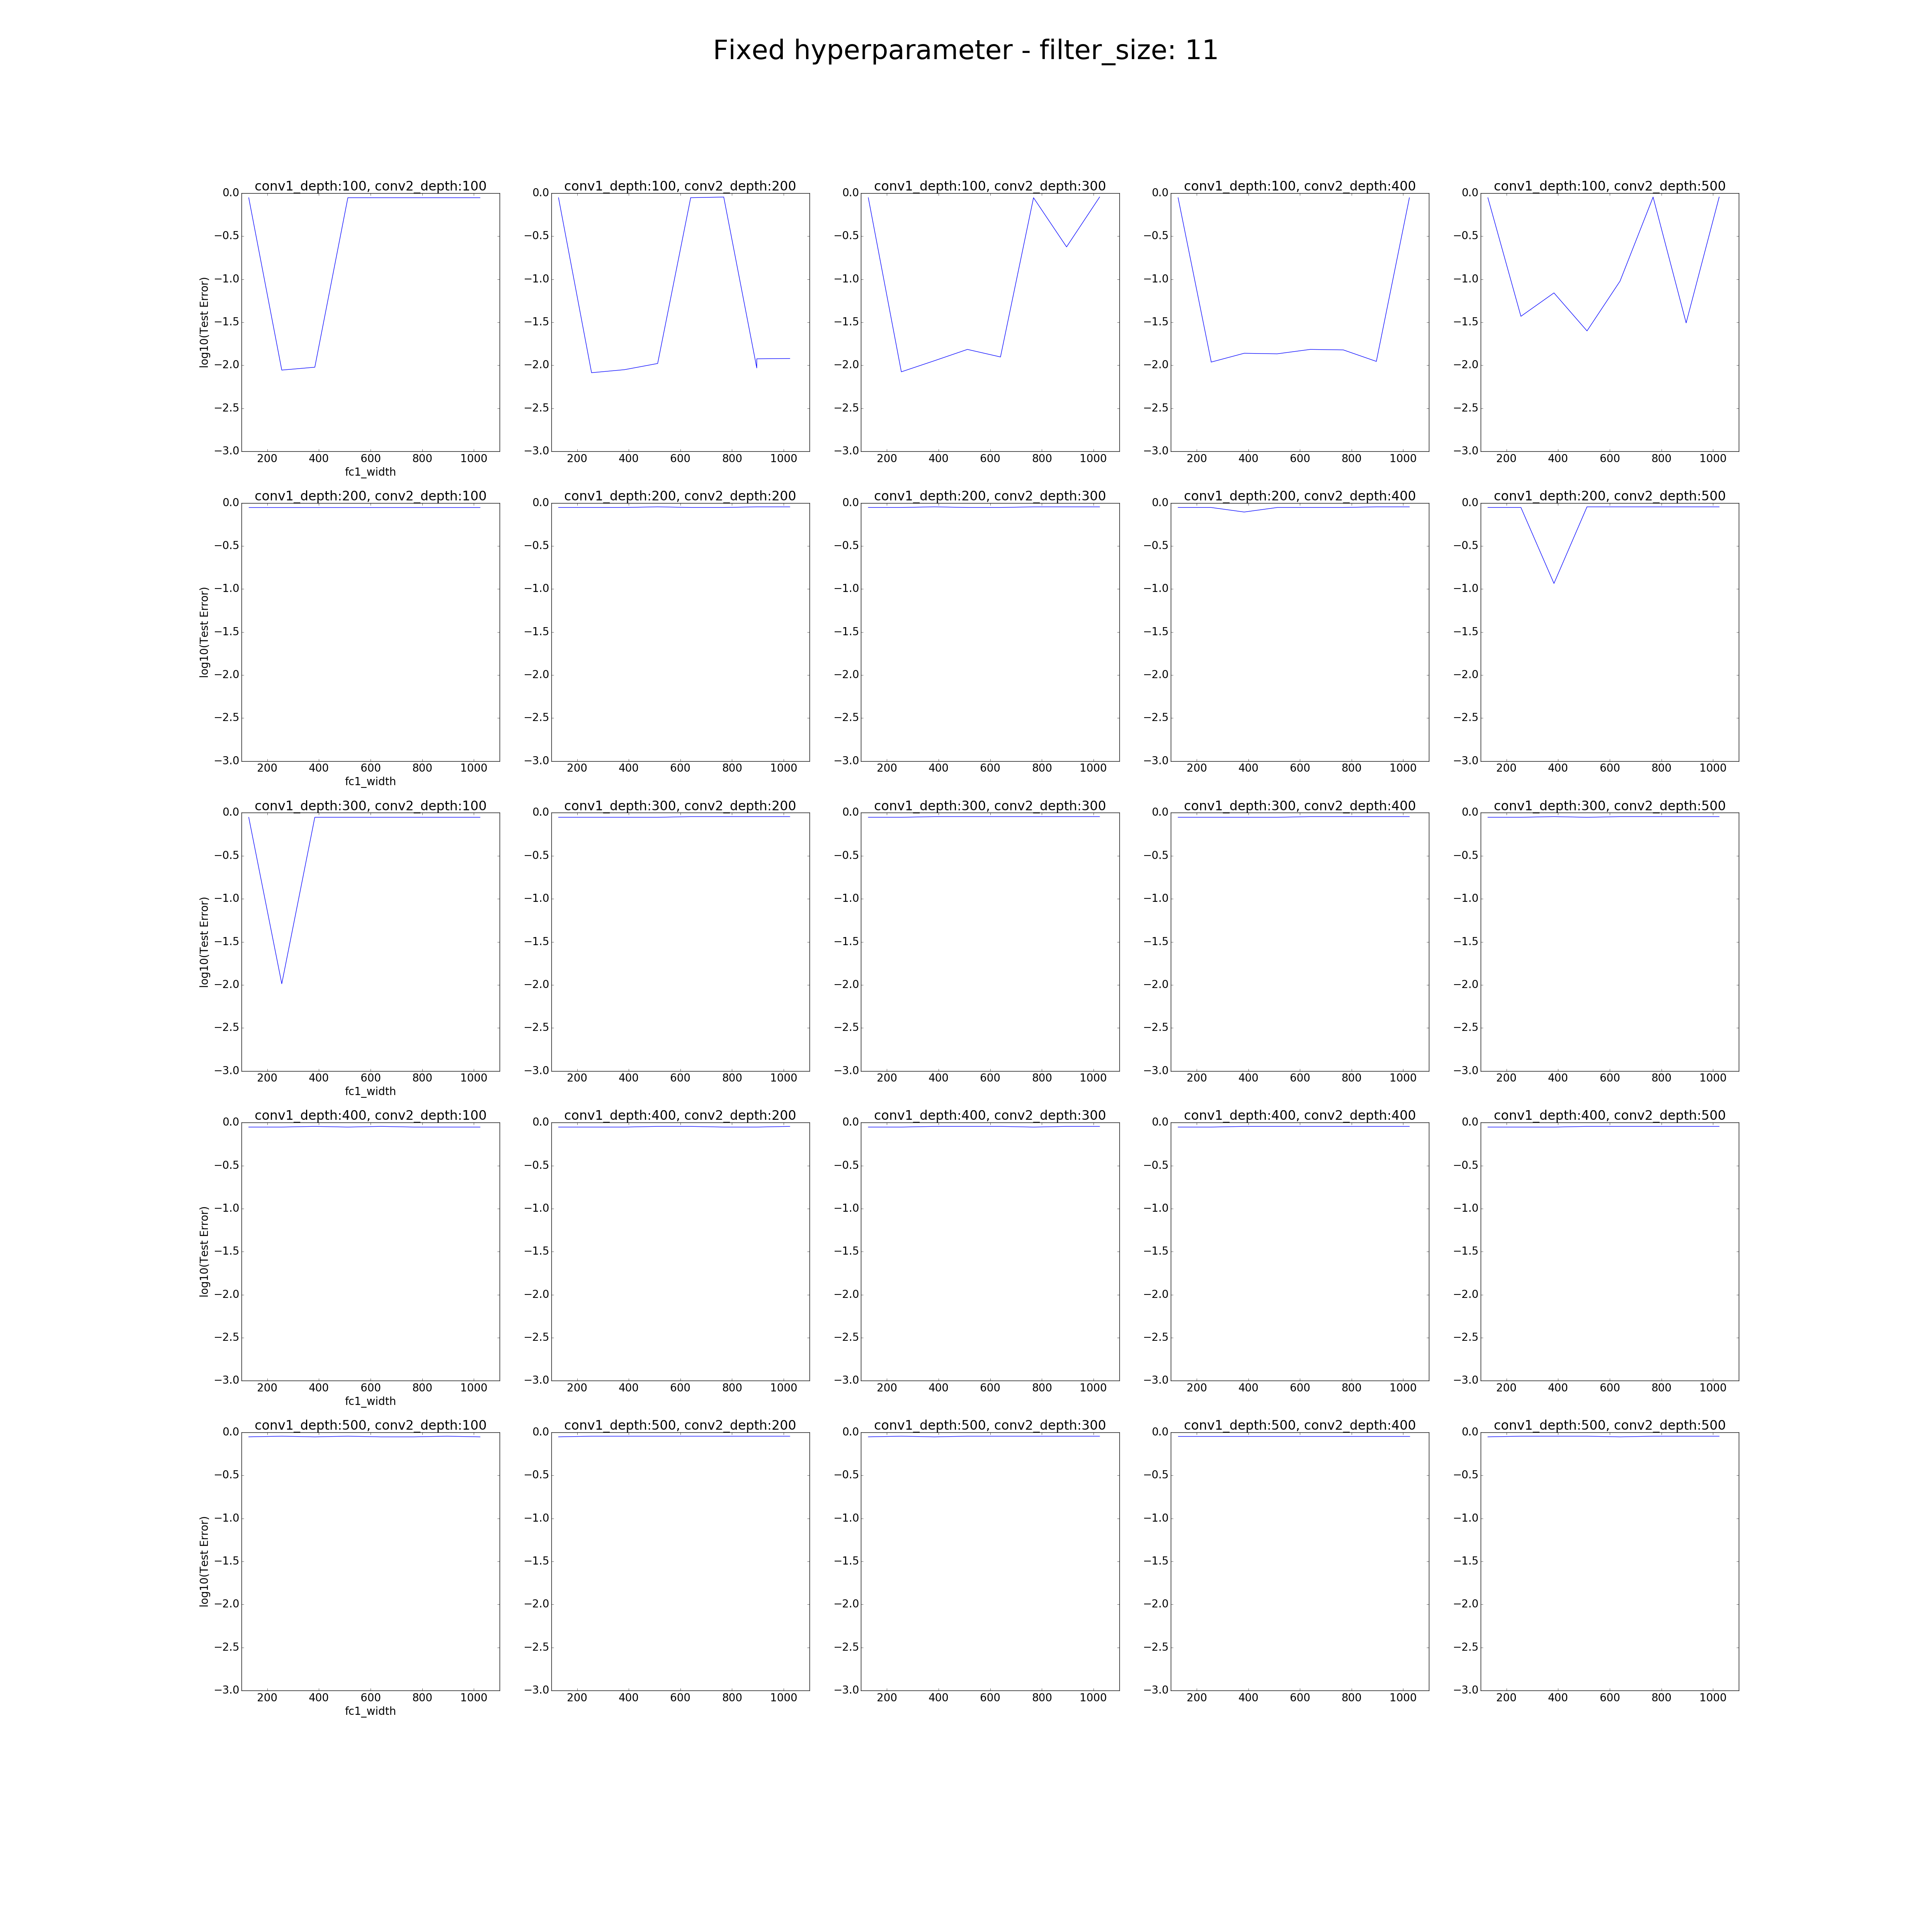 Fixed hyperparameter - filter_size: 11
conv1_depth:100, conv2_depth:100
0.0
−0.5
−1.0
−1.5
−2.0
−2.5
−3.0
log10(Test Error)
200 400 600 800 1000
fc1_width
conv1_depth:100, conv2_depth:200
0.0
−0.5
−1.0
−1.5
−2.0
−2.5
−3.0
200 400 600 800 1000
conv1_depth:100, conv2_depth:300
0.0
−0.5
−1.0
−1.5
−2.0
−2.5
−3.0
200 400 600 800 1000
conv1_depth:100, conv2_depth:400
0.0
−0.5
−1.0
−1.5
−2.0
−2.5
−3.0
200 400 600 800 1000
conv1_depth:100, conv2_depth:500
0.0
−0.5
−1.0
−1.5
−2.0
−2.5
−3.0
200 400 600 800 1000
conv1_depth:200, conv2_depth:100
0.0
−0.5
−1.0
−1.5
−2.0
−2.5
−3.0
log10(Test Error)
200 400 600 800 1000
fc1_width
conv1_depth:200, conv2_depth:200
0.0
−0.5
−1.0
−1.5
−2.0
−2.5
−3.0
200 400 600 800 1000
conv1_depth:200, conv2_depth:300
0.0
−0.5
−1.0
−1.5
−2.0
−2.5
−3.0
200 400 600 800 1000
conv1_depth:200, conv2_depth:400
0.0
−0.5
−1.0
−1.5
−2.0
−2.5
−3.0
200 400 600 800 1000
conv1_depth:200, conv2_depth:500
0.0
−0.5
−1.0
−1.5
−2.0
−2.5
−3.0
200 400 600 800 1000
conv1_depth:300, conv2_depth:100
0.0
−0.5
−1.0
−1.5
−2.0
−2.5
−3.0
log10(Test Error)
200 400 600 800 1000
fc1_width
conv1_depth:300, conv2_depth:200
0.0
−0.5
−1.0
−1.5
−2.0
−2.5
−3.0
200 400 600 800 1000
conv1_depth:300, conv2_depth:300
0.0
−0.5
−1.0
−1.5
−2.0
−2.5
−3.0
200 400 600 800 1000
conv1_depth:300, conv2_depth:400
0.0
−0.5
−1.0
−1.5
−2.0
−2.5
−3.0
200 400 600 800 1000
conv1_depth:300, conv2_depth:500
0.0
−0.5
−1.0
−1.5
−2.0
−2.5
−3.0
200 400 600 800 1000
conv1_depth:400, conv2_depth:100
0.0
−0.5
−1.0
−1.5
−2.0
−2.5
−3.0
log10(Test Error)
200 400 600 800 1000
fc1_width
conv1_depth:400, conv2_depth:200
0.0
−0.5
−1.0
−1.5
−2.0
−2.5
−3.0
200 400 600 800 1000
conv1_depth:400, conv2_depth:300
0.0
−0.5
−1.0
−1.5
−2.0
−2.5
−3.0
200 400 600 800 1000
conv1_depth:400, conv2_depth:400
0.0
−0.5
−1.0
−1.5
−2.0
−2.5
−3.0
200 400 600 800 1000
conv1_depth:400, conv2_depth:500
0.0
−0.5
−1.0
−1.5
−2.0
−2.5
−3.0
200 400 600 800 1000
conv1_depth:500, conv2_depth:100
0.0
−0.5
−1.0
−1.5
−2.0
−2.5
−3.0
log10(Test Error)
200 400 600 800 1000
fc1_width
conv1_depth:500, conv2_depth:200
0.0
−0.5
−1.0
−1.5
−2.0
−2.5
−3.0
200 400 600 800 1000
conv1_depth:500, conv2_depth:300
0.0
−0.5
−1.0
−1.5
−2.0
−2.5
−3.0
200 400 600 800 1000
conv1_depth:500, conv2_depth:400
0.0
−0.5
−1.0
−1.5
−2.0
−2.5
−3.0
200 400 600 800 1000
conv1_depth:500, conv2_depth:500
0.0
−0.5
−1.0
−1.5
−2.0
−2.5
−3.0
200 400 600 800 1000